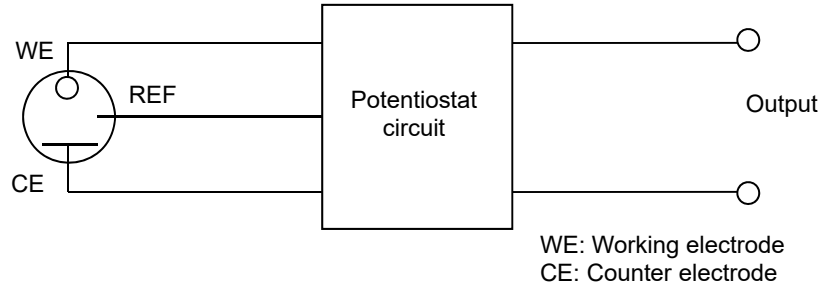 WE
REF
CE
Potentiostat
circuit
Output
WE: Working electrode
CE: Counter electrode